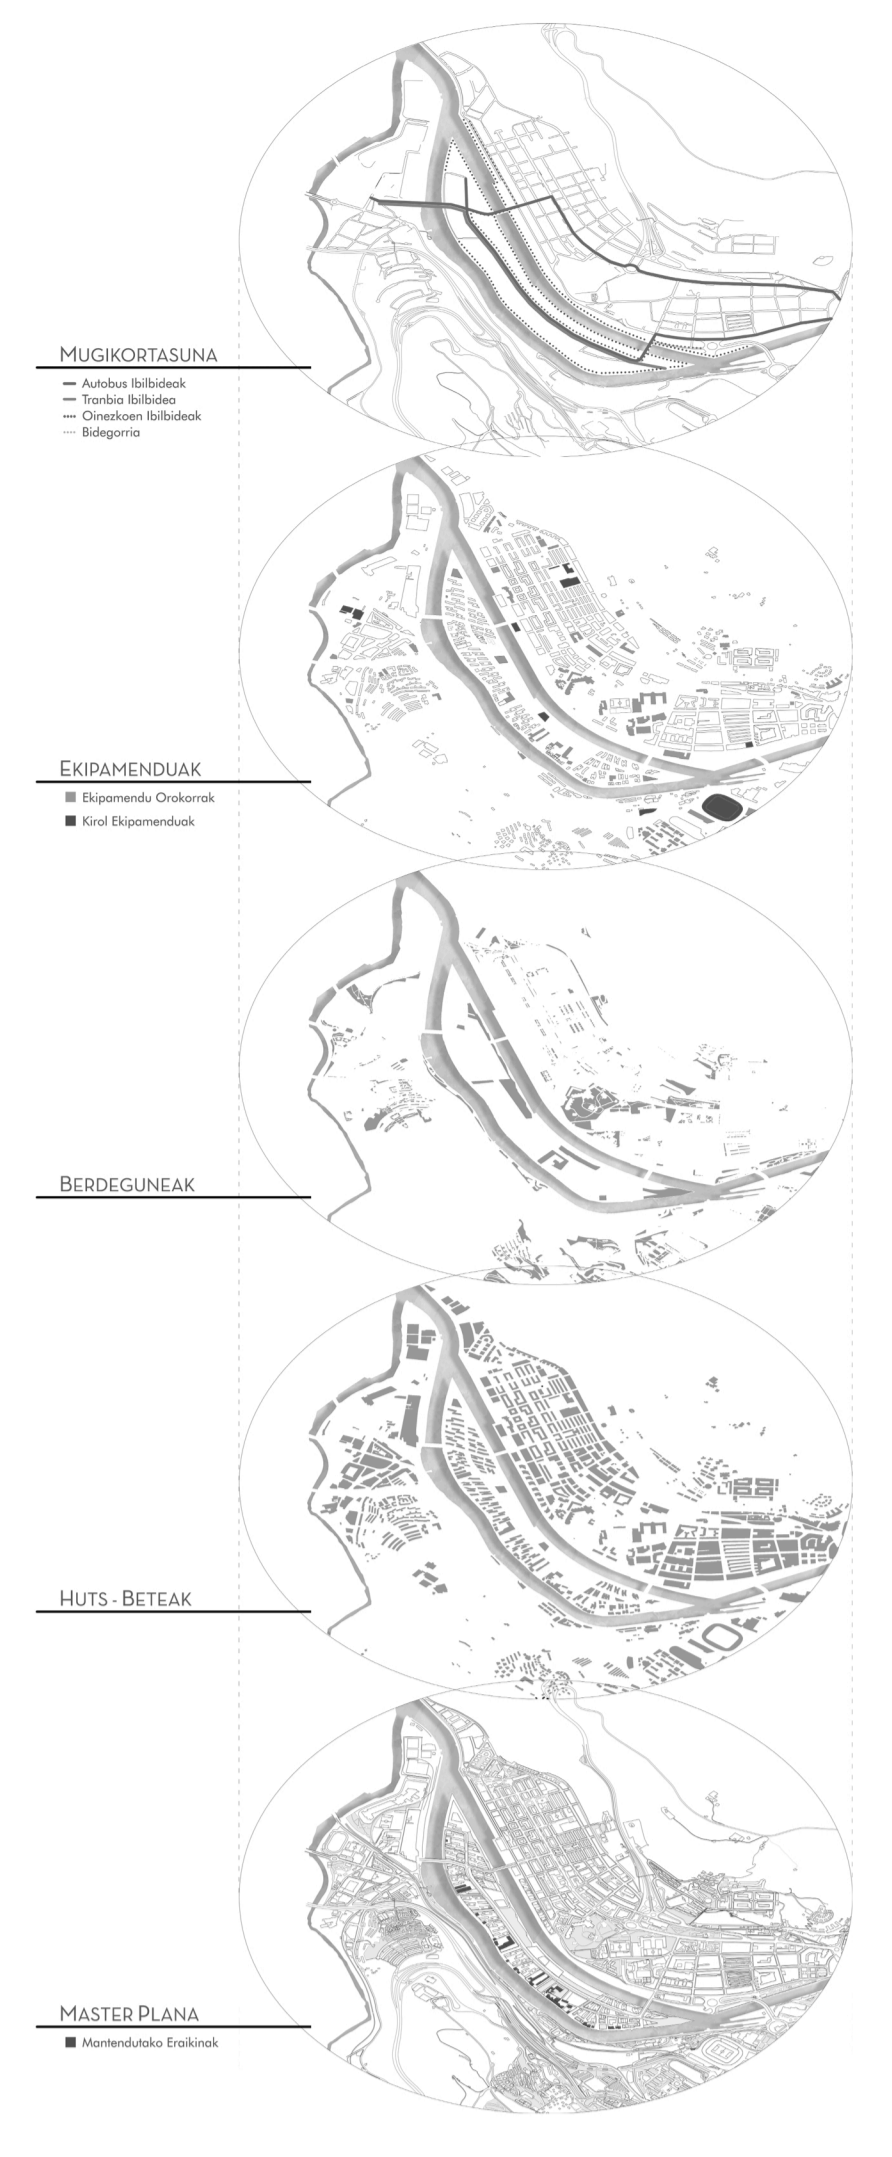 MUGIKORTASUNA
Autobus Ibilbideak
Tranbia Ibilbidea
Oinezkoen Ibilbideak
Bidegorria
EKIPAMENDUAK
Ekipamendu Orokorrak
Kirol Ekipamenduak
BERDEGUNEAK
HUTS - BETEAK
MASTER PLANA
Mantendutako Eraikinak